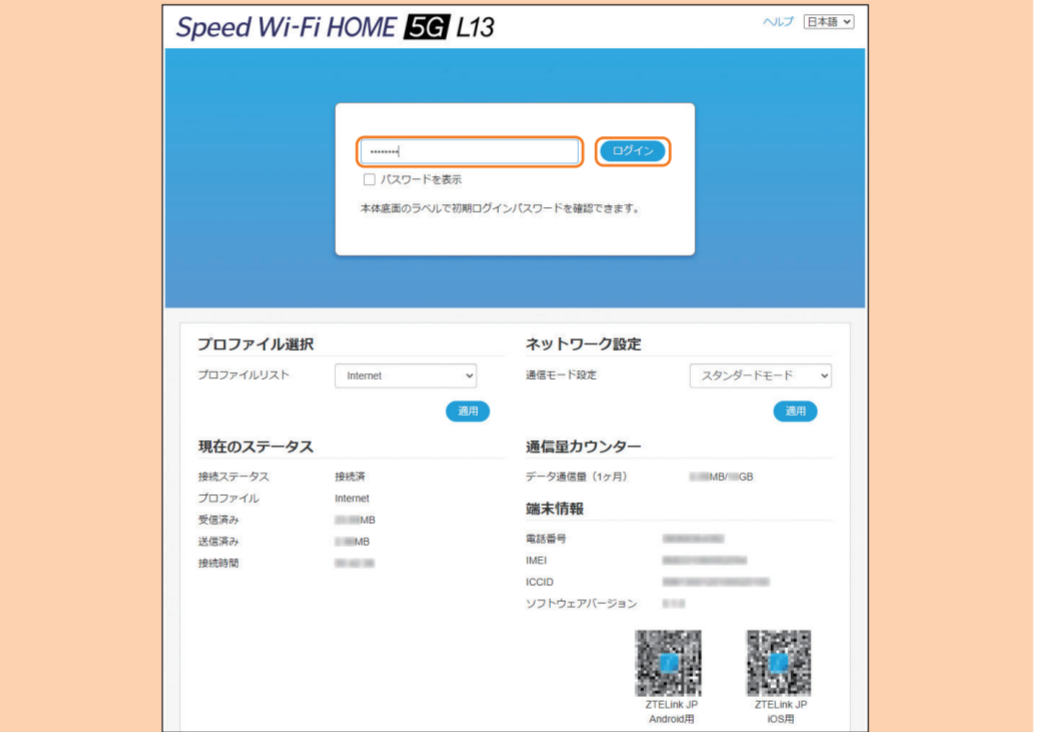 Speed Wi-Fi HOME 5G L13
ヘルプ 日本語
........
ログイン
パスワードを表示
本体底面のラベルで初期ログインパスワードを確認できます。
プロファイル選択
プロファイルリスト Internet
適用
ネットワーク設定
通信モード設定 スタンダードモード
適用
現在のステータス
接続ステータス 接続済
プロファイル Internet
受信済み MB
送信済み MB
接続時間
通信量カウンター
データ通信量（1ヶ月） MB/ GB
端末情報
電話番号
IMEI
ICCID
ソフトウェアバージョン
ZTELink JP
Android用
ZTELink JP
iOS用